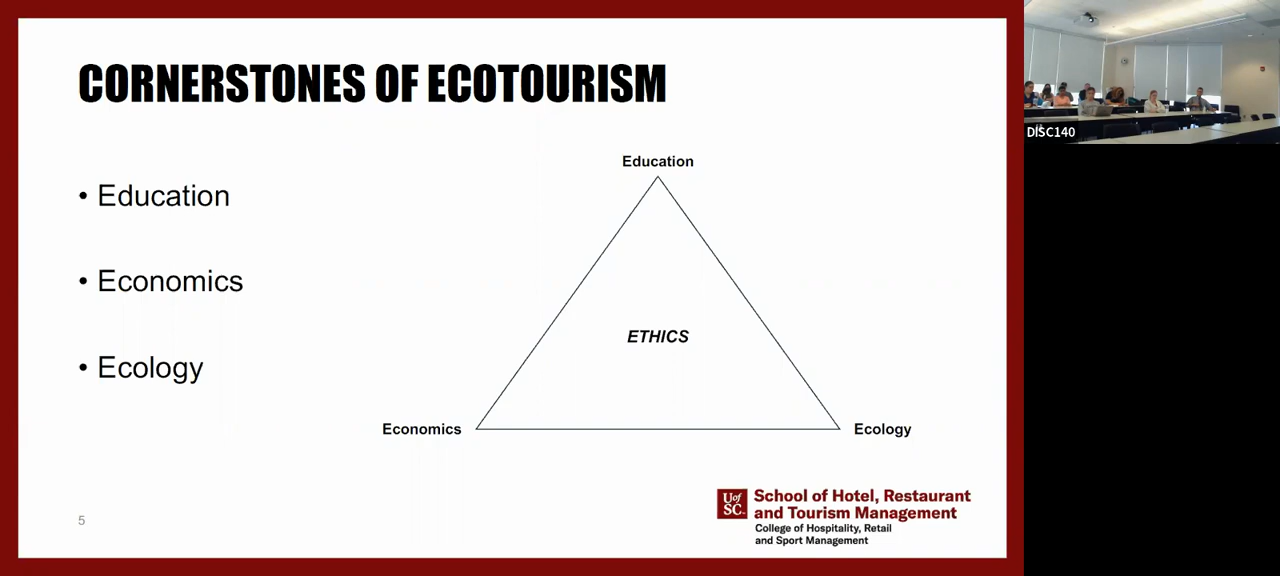 CORNERSTONES OF ECOTOURISM
• Education
• Economics
• Ecology
Education
ETHICS
Economics
Ecology
5
UofSC
School of Hotel, Restaurant
and Tourism Management
College of Hospitality, Retail
and Sport Management
DISC140